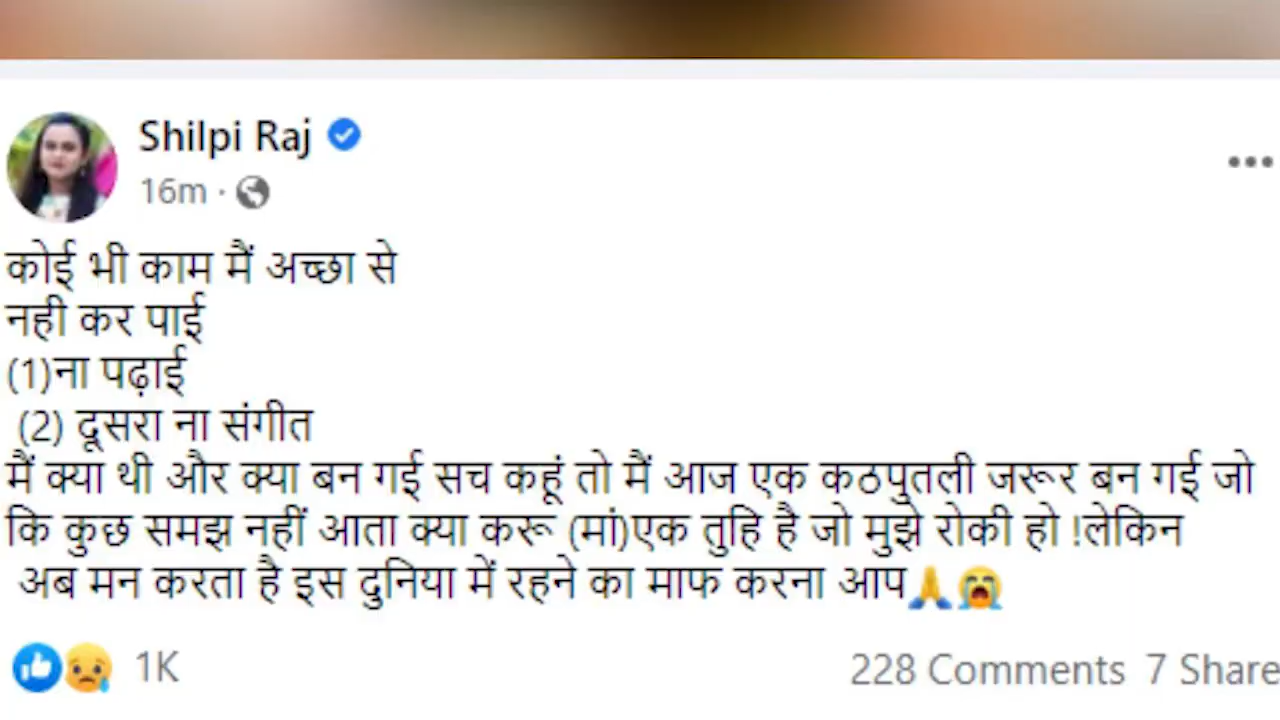 Shilpi Raj
16m ·
कोई भी काम मैं अच्छा से
नही कर पाई
(1)ना पढ़ाई
(2) दूसरा ना संगीत
मैं क्या थी और क्या बन गई सच कहूं तो मैं आज एक कठपुतली जरूर बन गई जो
कि कुछ समझ नहीं आता क्या करू (मां)एक तुहि है जो मुझे रोकी हो !लेकिन
अब मन करता है इस दुनिया में रहने का माफ करना आप🙏😭
1K
228 Comments 7 Share